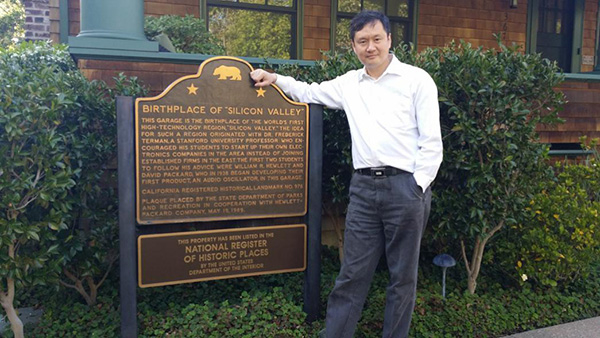 BIRTHPLACE OF "SILICON VALLEY"
THIS GARAGE IS THE BIRTHPLACE OF THE WORLD'S FIRST
HIGH-TECHNOLOGY REGION, "SILICON VALLEY." THE IDEA
FOR SUCH A REGION ORIGINATED WITH DR. FREDERICK
TERMAN, A STANFORD UNIVERSITY PROFESSOR WHO EN-
COURAGED HIS STUDENTS TO START UP THEIR OWN ELEC-
TRONICS COMPANIES IN THE AREA INSTEAD OF JOINING
ESTABLISHED FIRMS IN THE EAST. THE FIRST TWO STUDENTS
TO FOLLOW HIS ADVICE WERE WILLIAM R. HEWLETT AND
DAVID PACKARD, WHO IN 1938 BEGAN DEVELOPING THEIR
FIRST PRODUCT, AN AUDIO OSCILLATOR, IN THIS GARAGE.
CALIFORNIA REGISTERED HISTORICAL LANDMARK NO. 976
PLAQUE PLACED BY THE STATE DEPARTMENT OF PARKS
AND RECREATION IN COOPERATION WITH HEWLETT-
PACKARD COMPANY, MAY 19, 1989.
THIS PROPERTY HAS BEEN LISTED IN THE
NATIONAL REGISTER
OF HISTORIC PLACES
BY THE UNITED STATES
DEPARTMENT OF THE INTERIOR